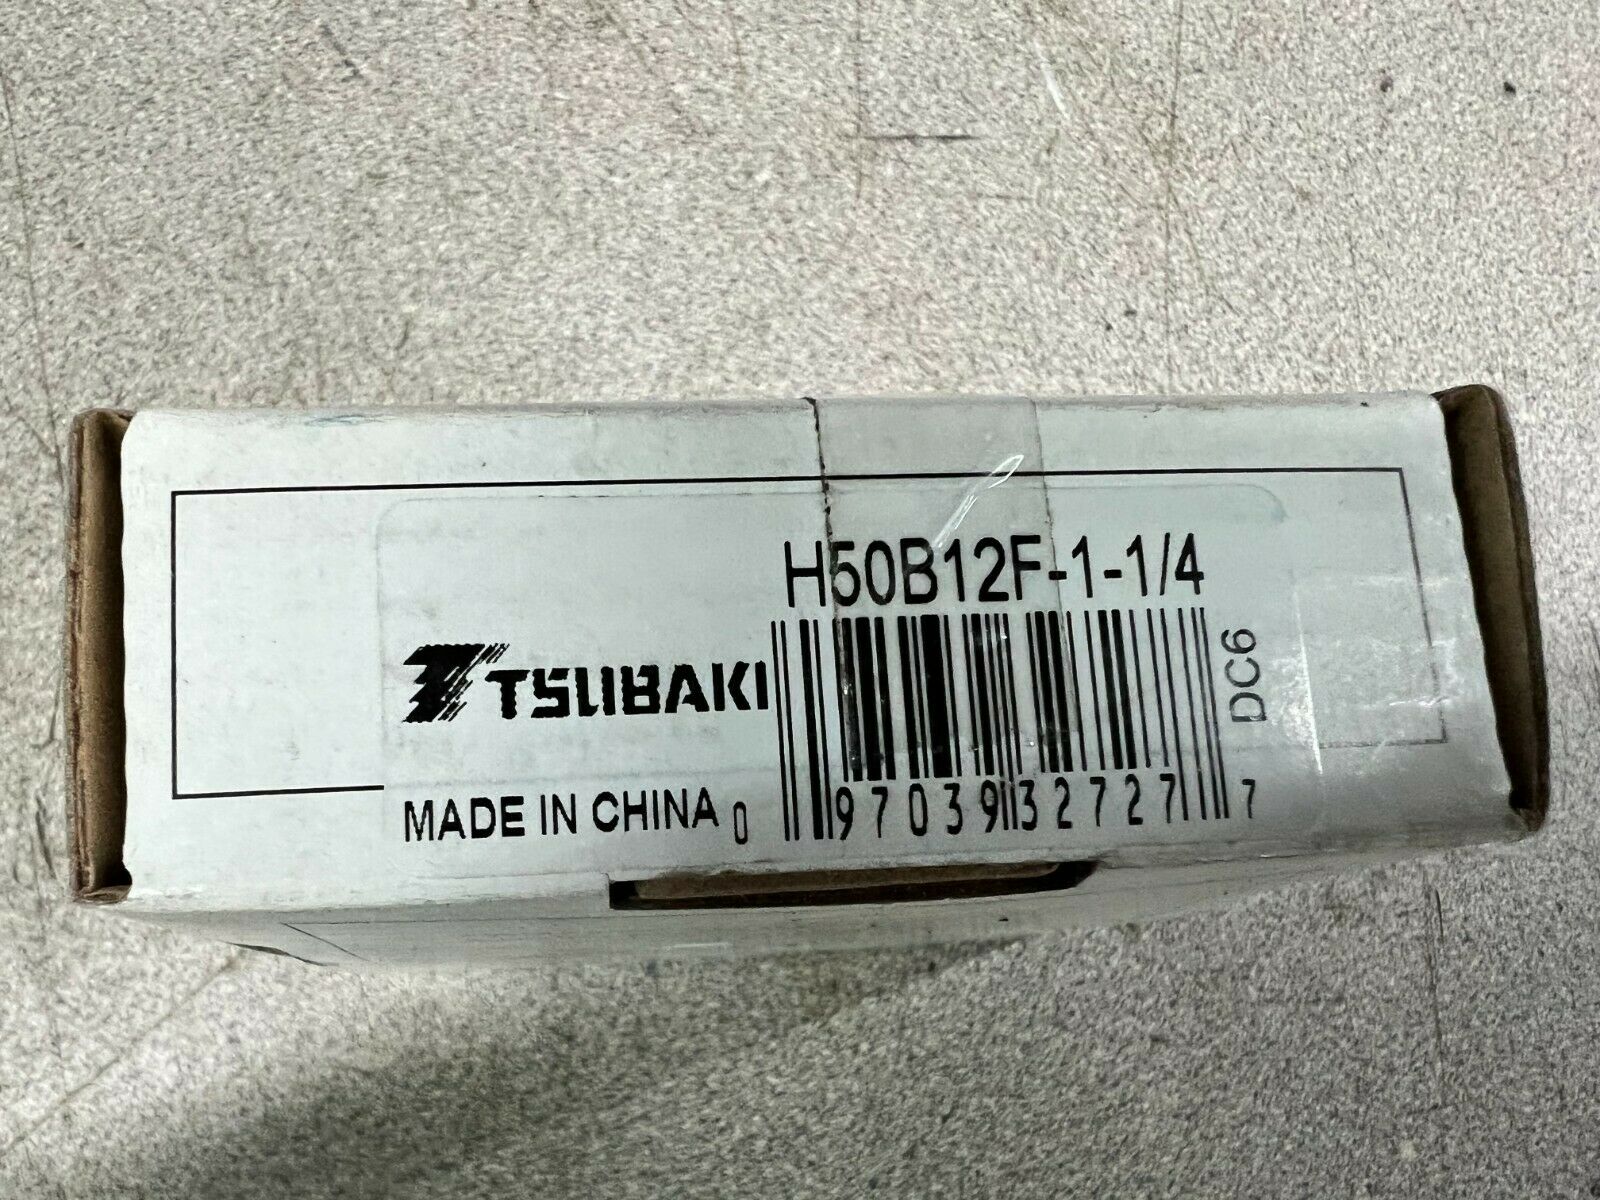 H50B12F-1-1/4
TSUBAKI
DC6
MADE IN CHINA
0 97039 32727 7